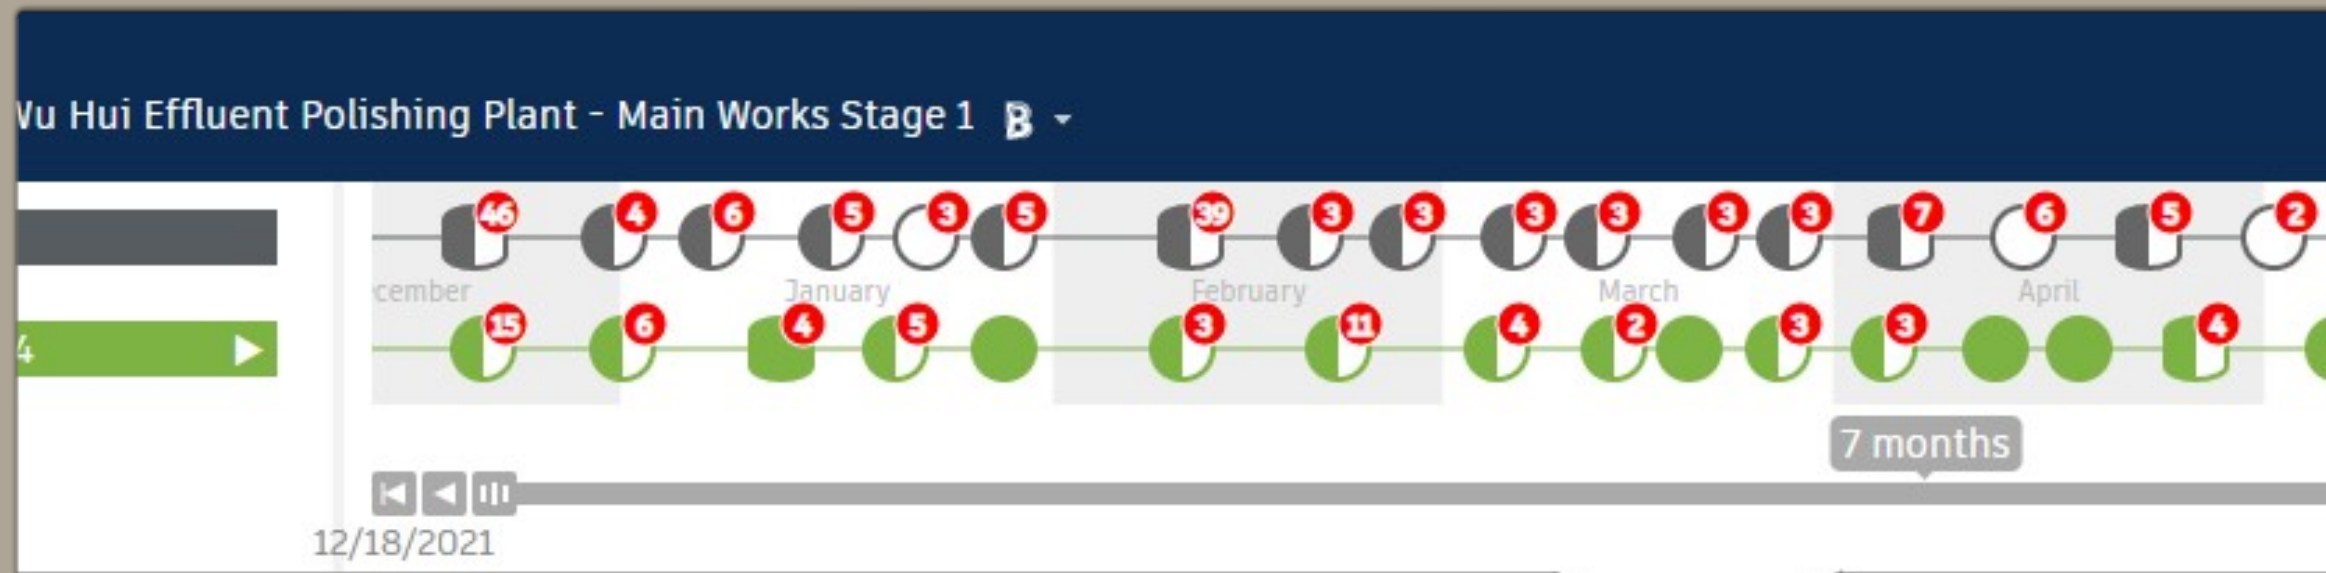 Wu Hui Effluent Polishing Plant - Main Works Stage 1
46 4 6 5 3 5 39 3 3 3 3 3 3 7 6 5 2
cember January February March April
4 15 6 4 5 3 11 4 2 3 3 4
7 months
12/18/2021